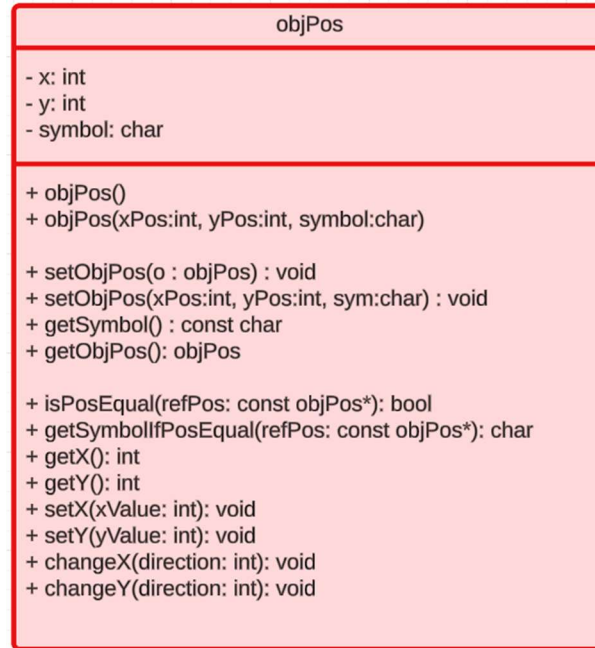 objPos
- x: int
- y: int
- symbol: char
+ objPos()
+ objPos(xPos:int, yPos:int, symbol:char)
+ setObjPos(o : objPos) : void
+ setObjPos(xPos:int, yPos:int, sym:char) : void
+ getSymbol() : const char
+ getObjPos(): objPos
+ isPosEqual(refPos: const objPos*): bool
+ getSymbolIfPosEqual(refPos: const objPos*): char
+ getX(): int
+ getY(): int
+ setX(xValue: int): void
+ setY(yValue: int): void
+ changeX(direction: int): void
+ changeY(direction: int): void